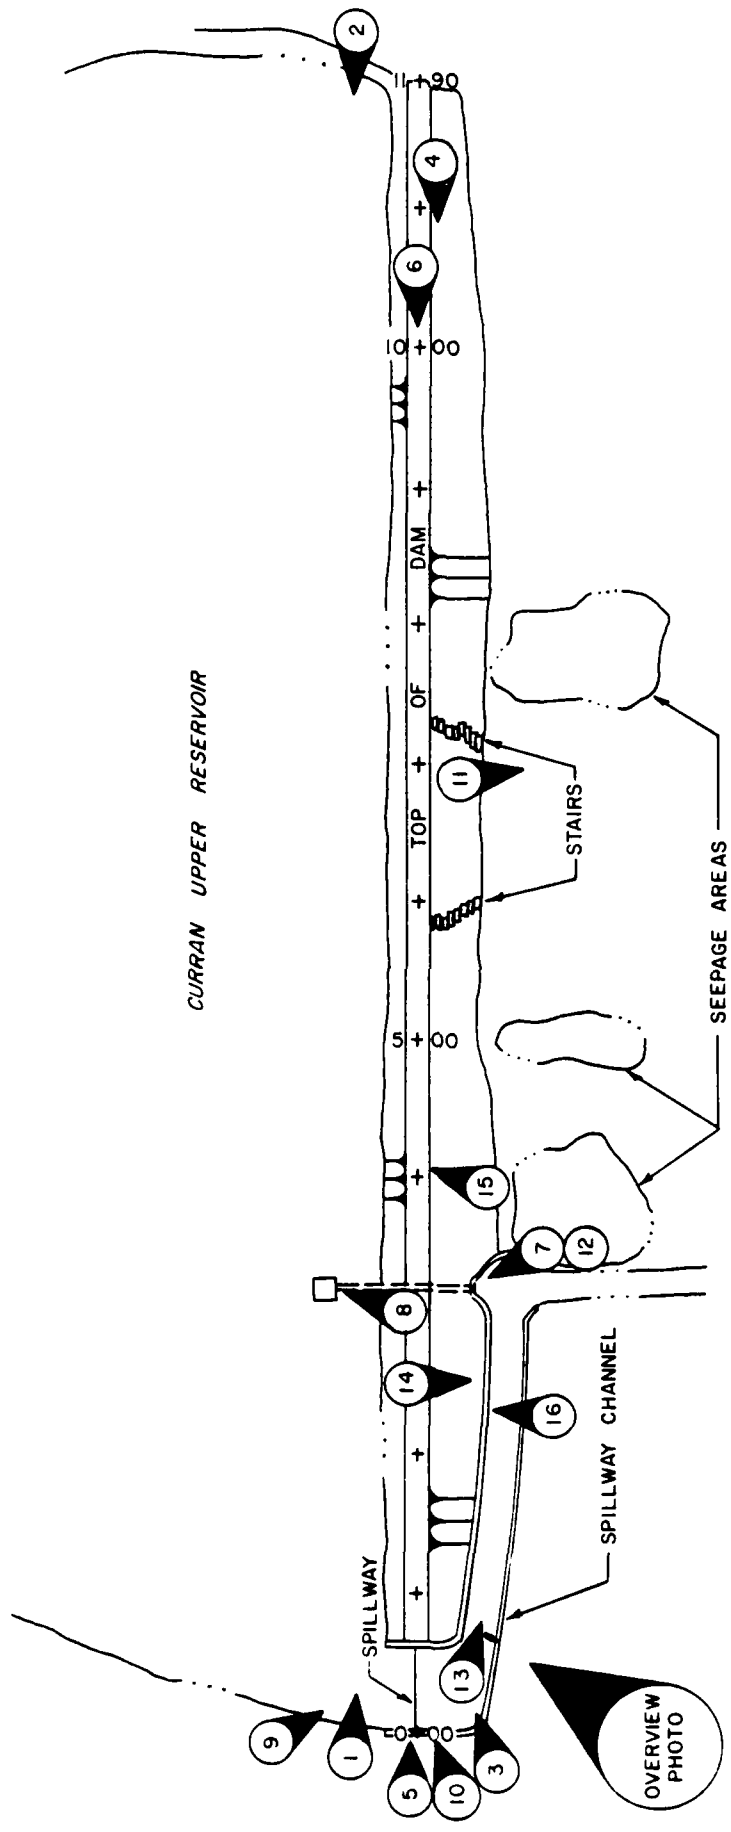 CURRAN UPPER RESERVOIR
9
1
2
5
10
3
SPILLWAY
0+00
13
14
8
15
5+00
TOP OF DAM
11
10+00
6
4
11+90
16
7
12
STAIRS
SPILLWAY CHANNEL
SEEPAGE AREAS
OVERVIEW
PHOTO